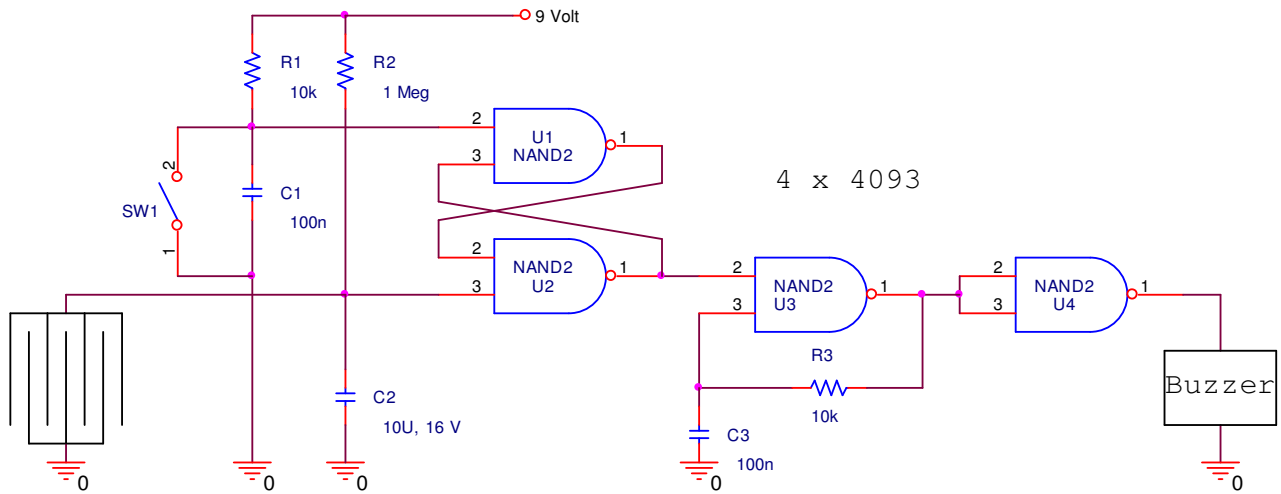 9 Volt
R1
10k
R2
1 Meg
2
3
U1
NAND2
1
4 x 4093
2
SW1
1
C1
100n
2
3
NAND2
U2
1
2
3
NAND2
U3
1
2
3
NAND2
U4
1
R3
10k
Buzzer
C2
10U, 16 V
C3
100n
0
0
0
0
0